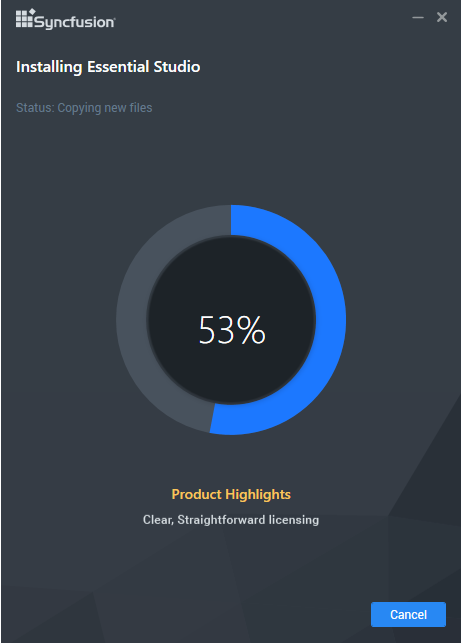 Syncfusion
Installing Essential Studio
Status: Copying new files
53%
Product Highlights
Clear, Straightforward licensing
Cancel